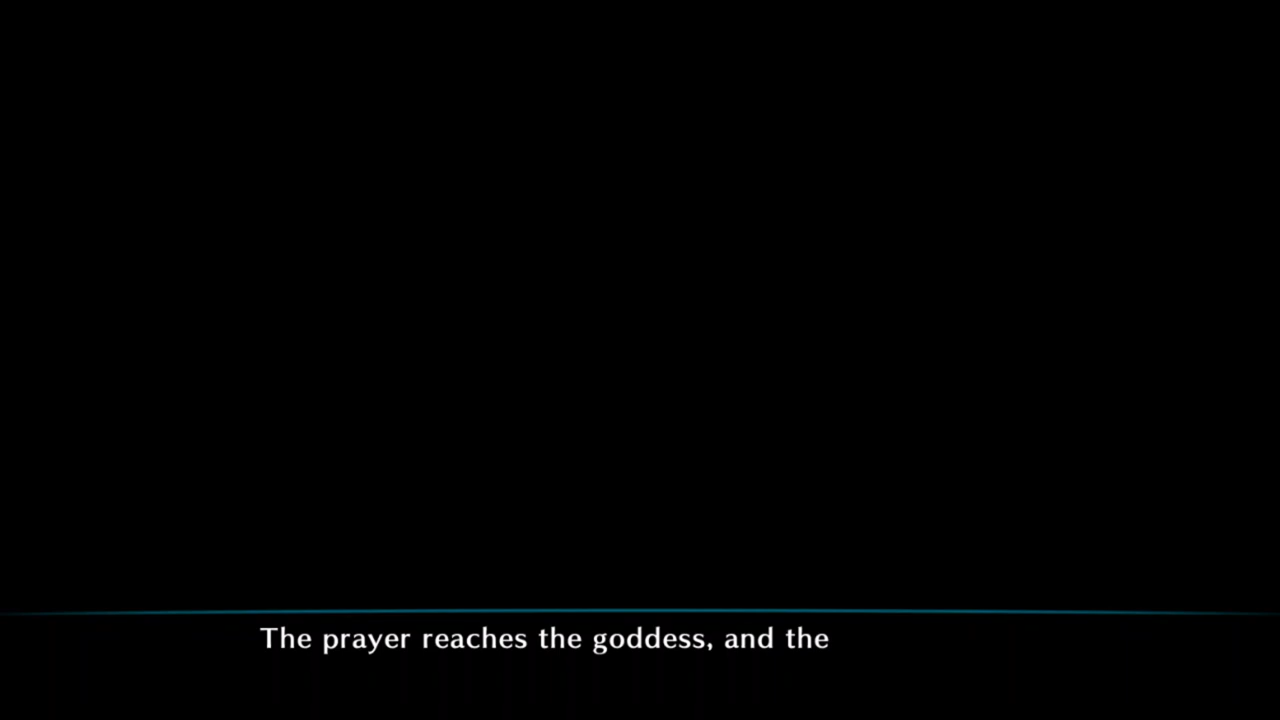 The prayer reaches the goddess, and the